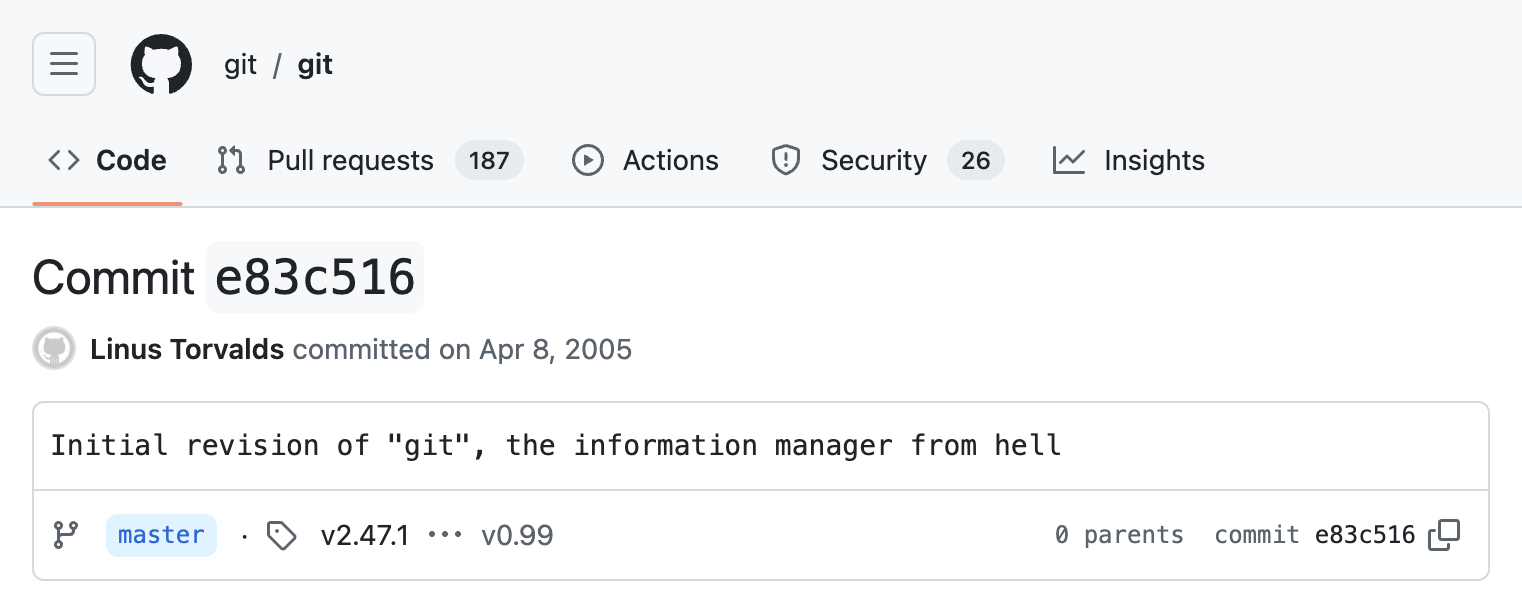 git / git
Code Pull requests 187 Actions Security 26 Insights
Commit e83c516
Linus Torvalds committed on Apr 8, 2005
Initial revision of "git", the information manager from hell
master · v2.47.1 ··· v0.99 0 parents commit e83c516